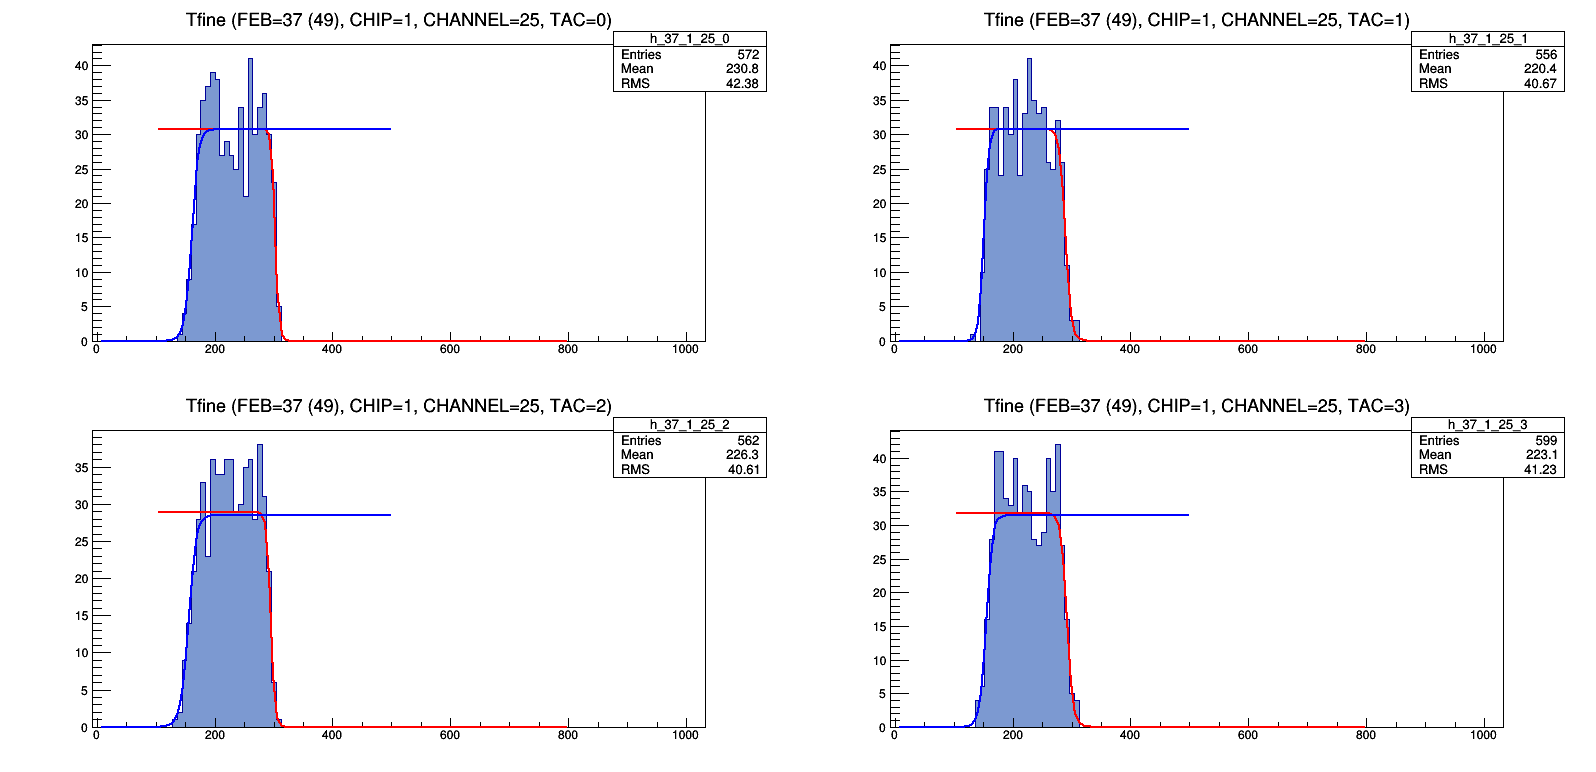 Tfine (FEB=37 (49), CHIP=1, CHANNEL=25, TAC=0)
h_37_1_25_0
Entries 572
Mean 230.8
RMS 42.38
40
35
30
25
20
15
10
5
0
0 200 400 600 800 1000
Tfine (FEB=37 (49), CHIP=1, CHANNEL=25, TAC=1)
h_37_1_25_1
Entries 556
Mean 220.4
RMS 40.67
40
35
30
25
20
15
10
5
0
0 200 400 600 800 1000
Tfine (FEB=37 (49), CHIP=1, CHANNEL=25, TAC=2)
h_37_1_25_2
Entries 562
Mean 226.3
RMS 40.61
35
30
25
20
15
10
5
0
0 200 400 600 800 1000
Tfine (FEB=37 (49), CHIP=1, CHANNEL=25, TAC=3)
h_37_1_25_3
Entries 599
Mean 223.1
RMS 41.23
40
35
30
25
20
15
10
5
0
0 200 400 600 800 1000